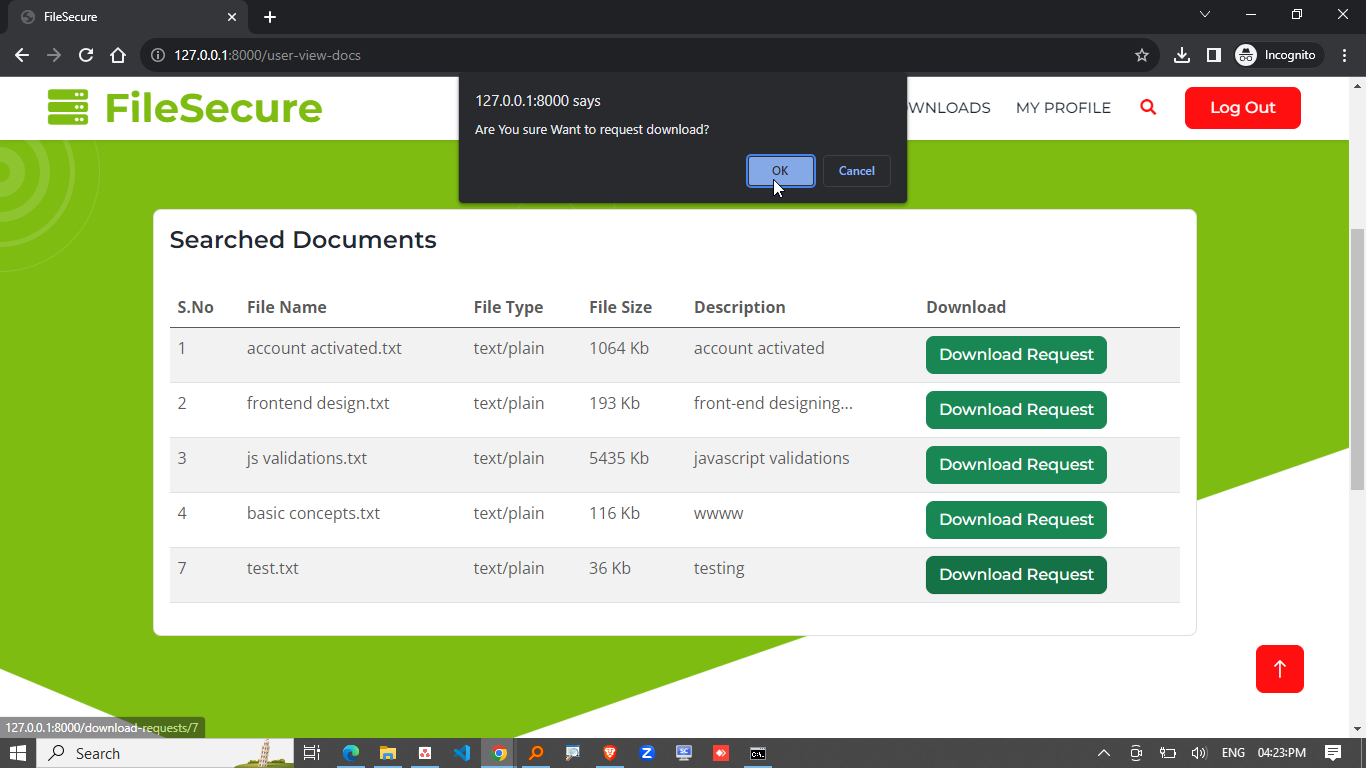 FileSecure
127.0.0.1:8000/user-view-docs
Incognito
FileSecure
127.0.0.1:8000 says
Are You sure Want to request download?
OK
Cancel
WNLOADS
MY PROFILE
Log Out
Searched Documents
S.No File Name File Type File Size Description Download
1 account activated.txt text/plain 1064 Kb account activated Download Request
2 frontend design.txt text/plain 193 Kb front-end designing... Download Request
3 js validations.txt text/plain 5435 Kb javascript validations Download Request
4 basic concepts.txt text/plain 116 Kb wwww Download Request
7 test.txt text/plain 36 Kb testing Download Request
127.0.0.1:8000/download-requests/7
Search
ENG 04:23:PM